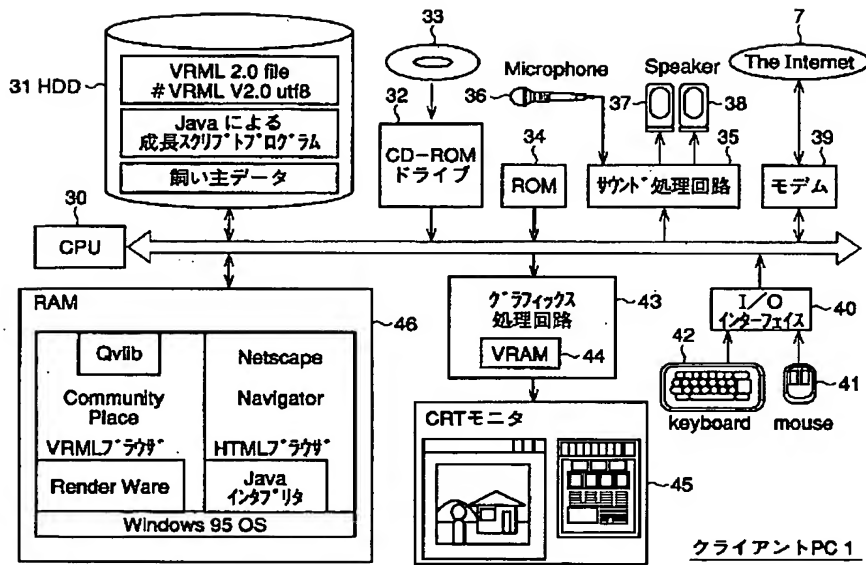 33
7
31 HDD
VRML 2.0 file
# VRML V2.0 utf8
Java による
成長スクリプトプログラム
飼い主データ
32
CD-ROM
ドライブ
Microphone
36
Speaker
37
38
The Internet
34
ROM
35
サウンド処理回路
39
モデム
30
CPU
RAM
46
Qvlib
Community
Place
VRMLブラウザ
Netscape
Navigator
HTMLブラウザ
Render Ware
Java
インタプリタ
Windows 95 OS
グラフィックス
処理回路
43
VRAM
44
I/O
インターフェイス
40
42
keyboard
41
mouse
CRTモニタ
45
クライアントPC 1